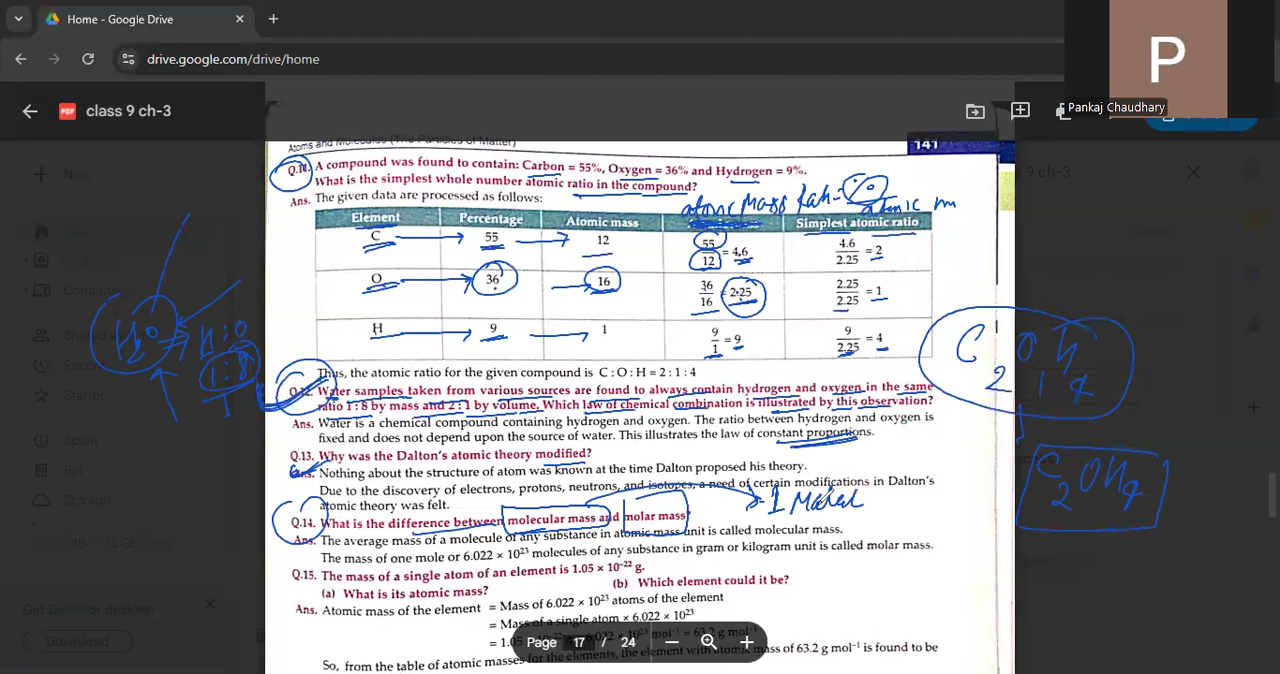 Home - Google Drive
drive.google.com/drive/home
P
Pankaj Chaudhary
class 9 ch-3
Atoms and Molecules (The Particles of Matter)
141
A compound was found to contain: Carbon = 55%, Oxygen = 36% and Hydrogen = 9%.
What is the simplest whole number atomic ratio in the compound?
Ans. The given data are processed as follows:
atomic mass
%
atomic m
Element Percentage Atomic mass Simplest atomic ratio
C 55 12 55/12 = 4.6 4.6/2.25 = 2
O 36 16 36/16 = 2.25 2.25/2.25 = 1
H 9 1 9/1 = 9 9/2.25 = 4
H2O
H:O
1:8
C2O1H4
C2OH4
Thus, the atomic ratio for the given compound is C : O : H = 2 : 1 : 4
Q.12. Water samples taken from various sources are found to always contain hydrogen and oxygen in the same
ratio 1 : 8 by mass and 2 : 1 by volume. Which law of chemical combination is illustrated by this observation?
Ans. Water is a chemical compound containing hydrogen and oxygen. The ratio between hydrogen and oxygen is
fixed and does not depend upon the source of water. This illustrates the law of constant proportions.
Q.13. Why was the Dalton's atomic theory modified?
Ans. Nothing about the structure of atom was known at the time Dalton proposed his theory.
Due to the discovery of electrons, protons, neutrons, and isotopes, a need of certain modifications in Dalton's
atomic theory was felt.
Q.14. What is the difference between molecular mass and molar mass?
Ans. The average mass of a molecule of any substance in atomic mass unit is called molecular mass.
The mass of one mole or 6.022 × 10²³ molecules of any substance in gram or kilogram unit is called molar mass.
Q.15. The mass of a single atom of an element is 1.05 × 10⁻²² g.
(a) What is its atomic mass? (b) Which element could it be?
Ans. Atomic mass of the element = Mass of 6.022 × 10²³ atoms of the element
= Mass of a single atom × 6.022 × 10²³
So, from the table of atomic masses for the elements, the element with atomic mass of 63.2 g mol⁻¹ is found to be
Page 17 / 24
Computers
Starred
Spam
Bin
Storage
Get Drive for desktop
Download